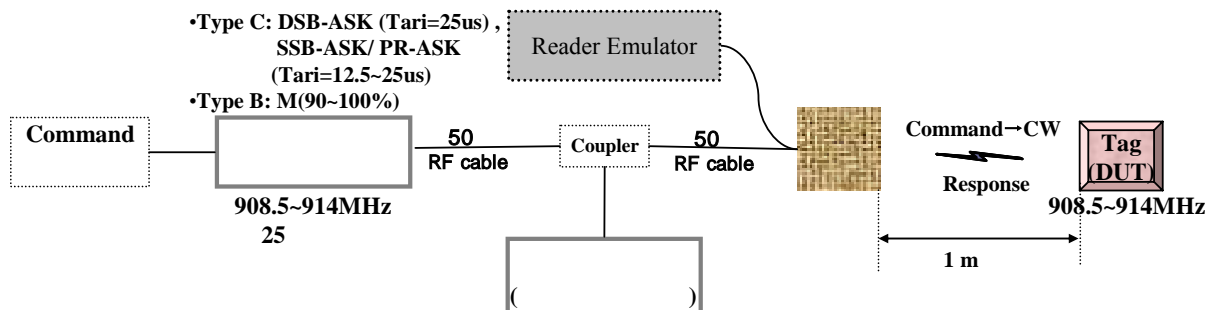 •Type C: DSB-ASK (Tari=25us) ,
SSB-ASK/ PR-ASK
(Tari=12.5~25us)
•Type B: M(90~100%)
Reader Emulator
Command
50
RF cable
Coupler
50
RF cable
Command→CW
Response
Tag
(DUT)
908.5~914MHz
25
908.5~914MHz
1 m
( )